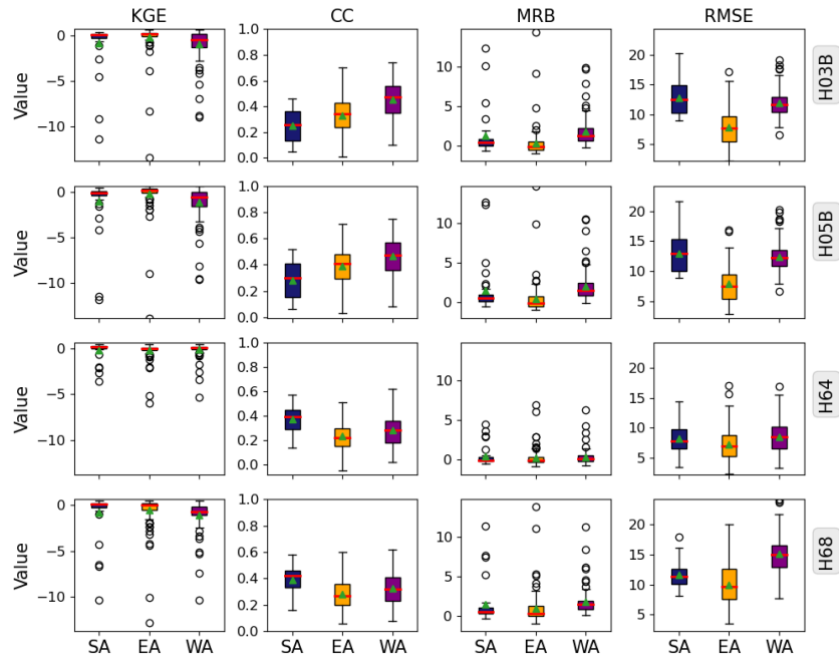 KGE CC MRB RMSE
Value 0 −5 −10 1.0 0.8 0.6 0.4 0.2 0.0 10 5 0 20 15 10 5 H03B
Value 0 −5 −10 1.0 0.8 0.6 0.4 0.2 0.0 10 5 0 20 15 10 5 H05B
Value 0 −5 −10 1.0 0.8 0.6 0.4 0.2 0.0 10 5 0 20 15 10 5 H64
Value 0 −5 −10 1.0 0.8 0.6 0.4 0.2 0.0 10 5 0 20 15 10 5 H68
SA EA WA SA EA WA SA EA WA SA EA WA